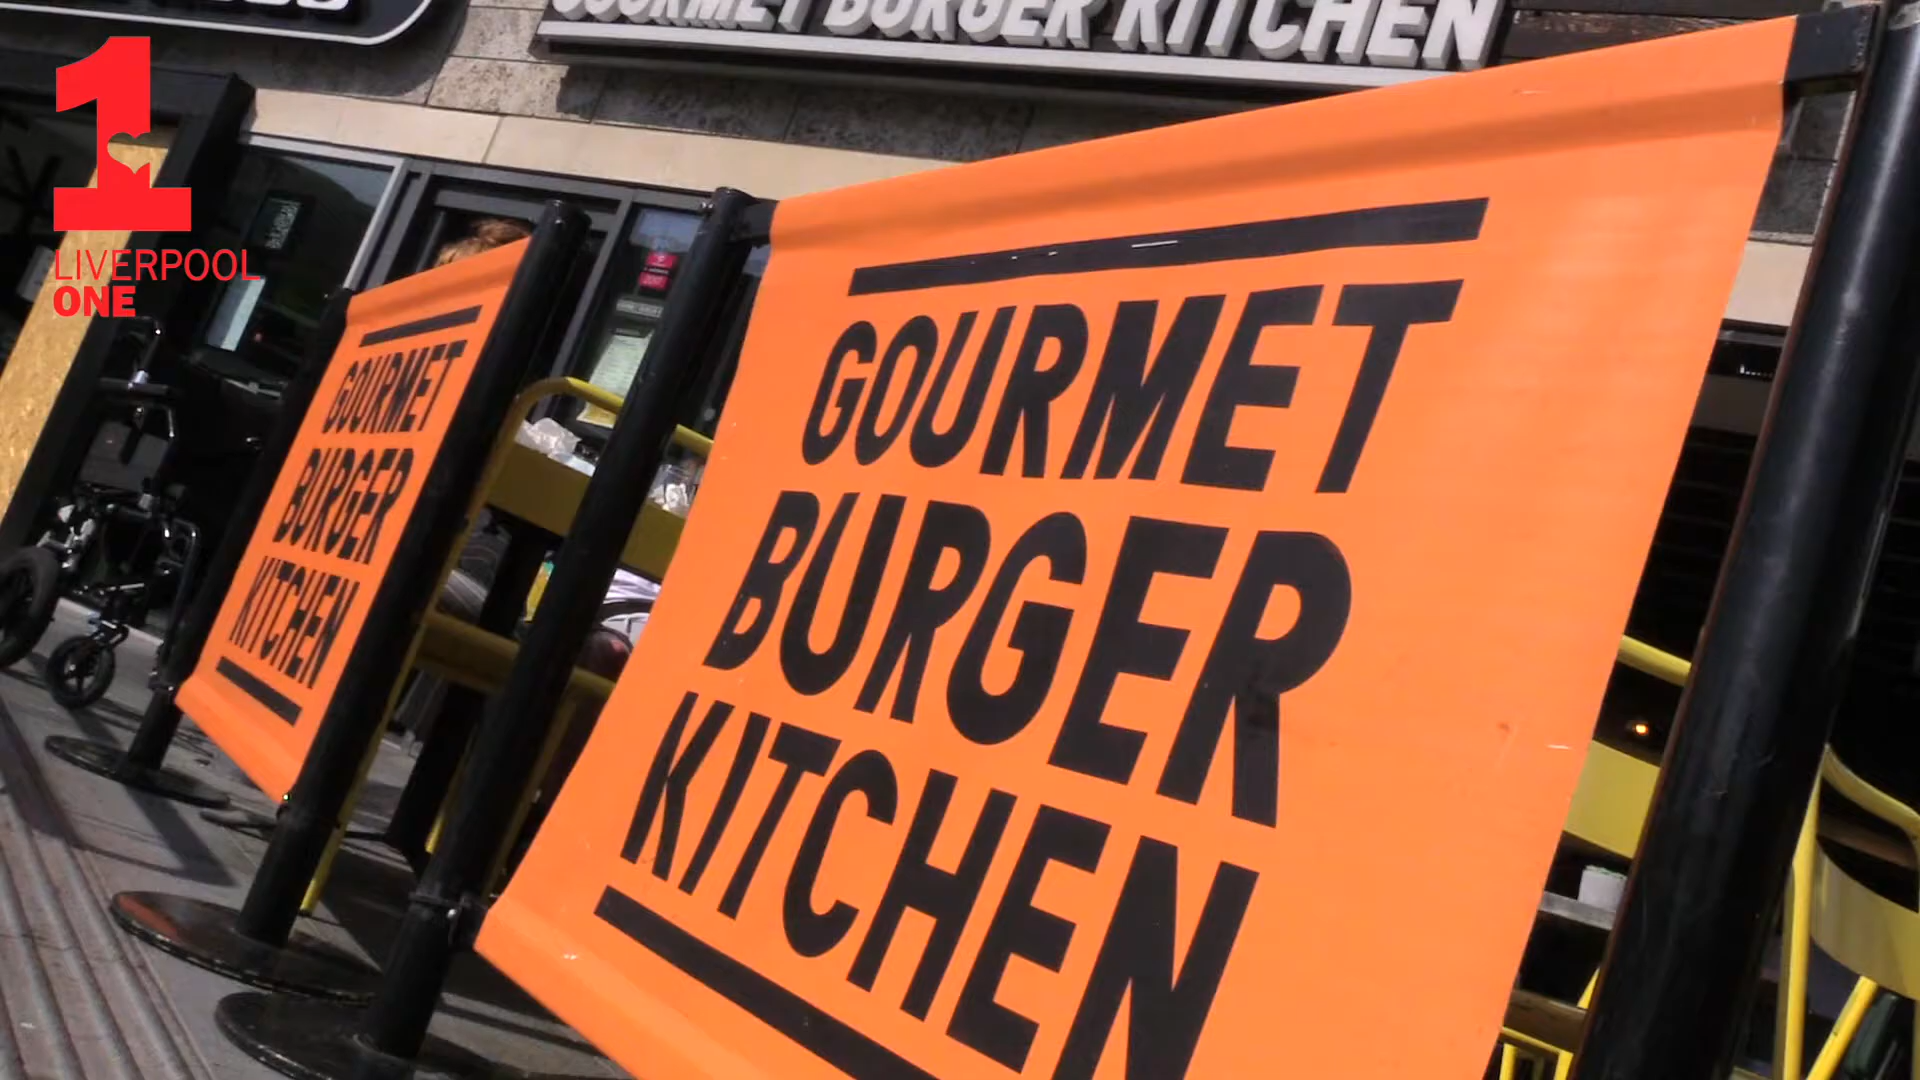 GOURMET BURGER KITCHEN
1
LIVERPOOL
ONE
GOURMET
BURGER
KITCHEN
GOURMET
BURGER
KITCHEN